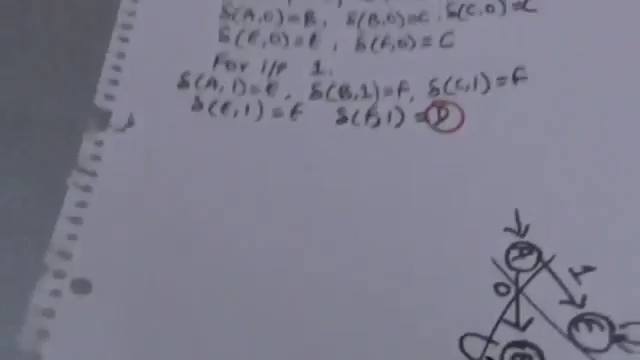 δ(A,0)=B, δ(B,0)=C, δ(C,0)=C
δ(E,0)=E, δ(F,0)=C
For i/p 1.
δ(A,1)=E, δ(B,1)=F, δ(C,1)=F
δ(E,1)=E δ(F,1)=D
A
1
0
E